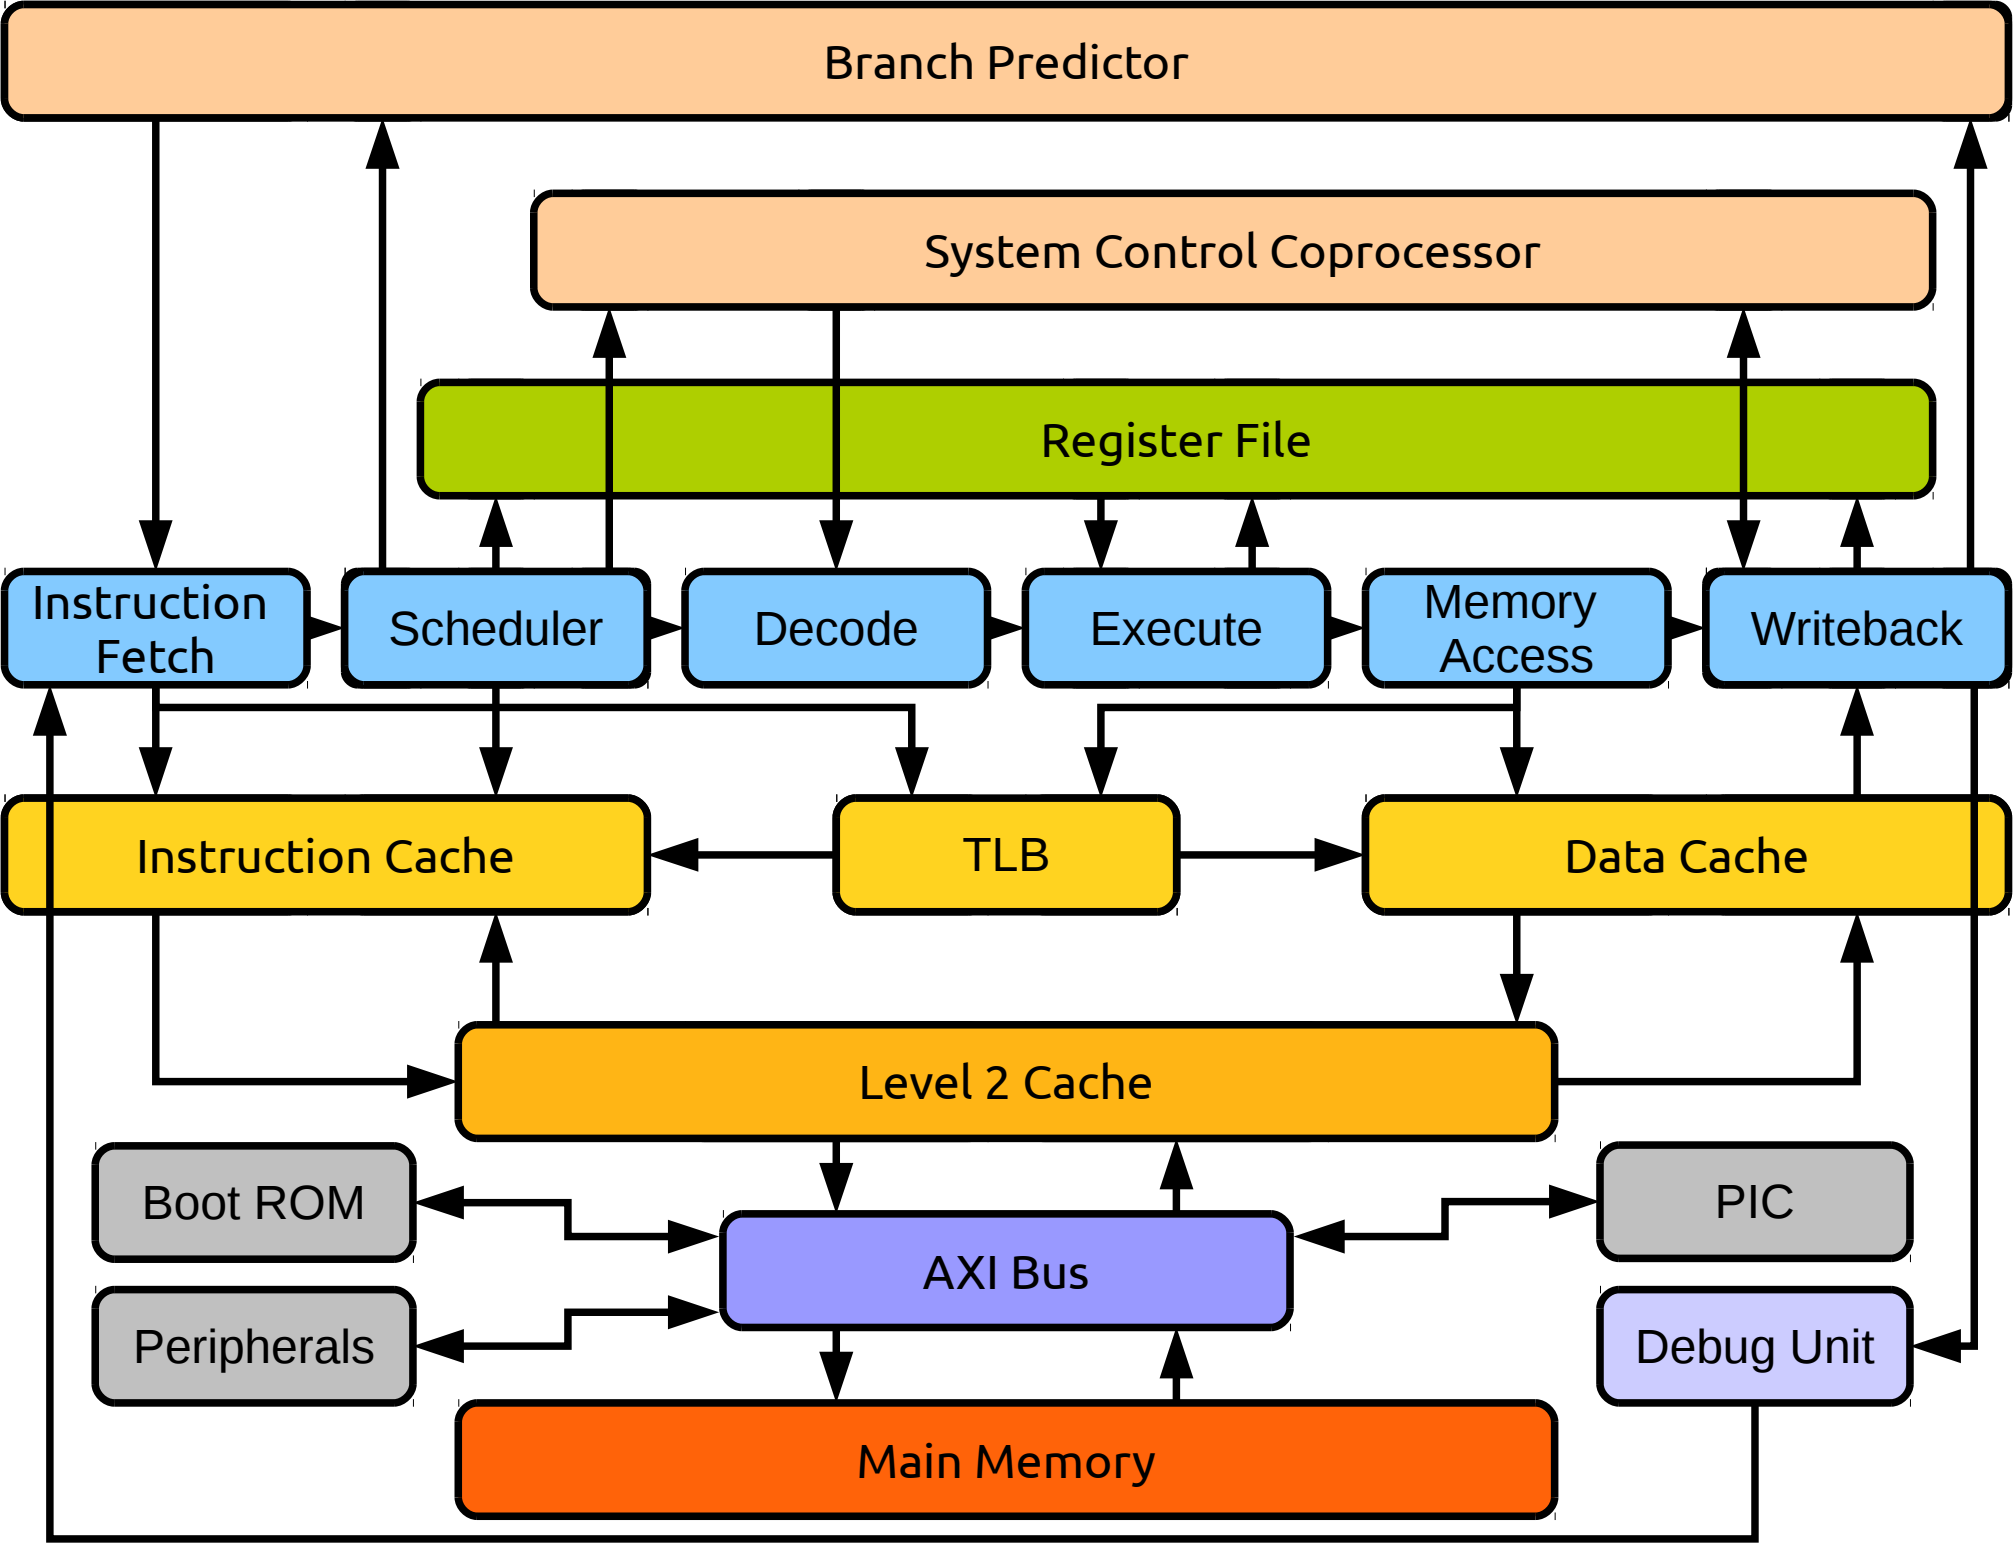 Branch Predictor
System Control Coprocessor
Register File
Instruction
Fetch
Scheduler
Decode
Execute
Memory
Access
Writeback
Instruction Cache
TLB
Data Cache
Level 2 Cache
Boot ROM
PIC
AXI Bus
Peripherals
Debug Unit
Main Memory